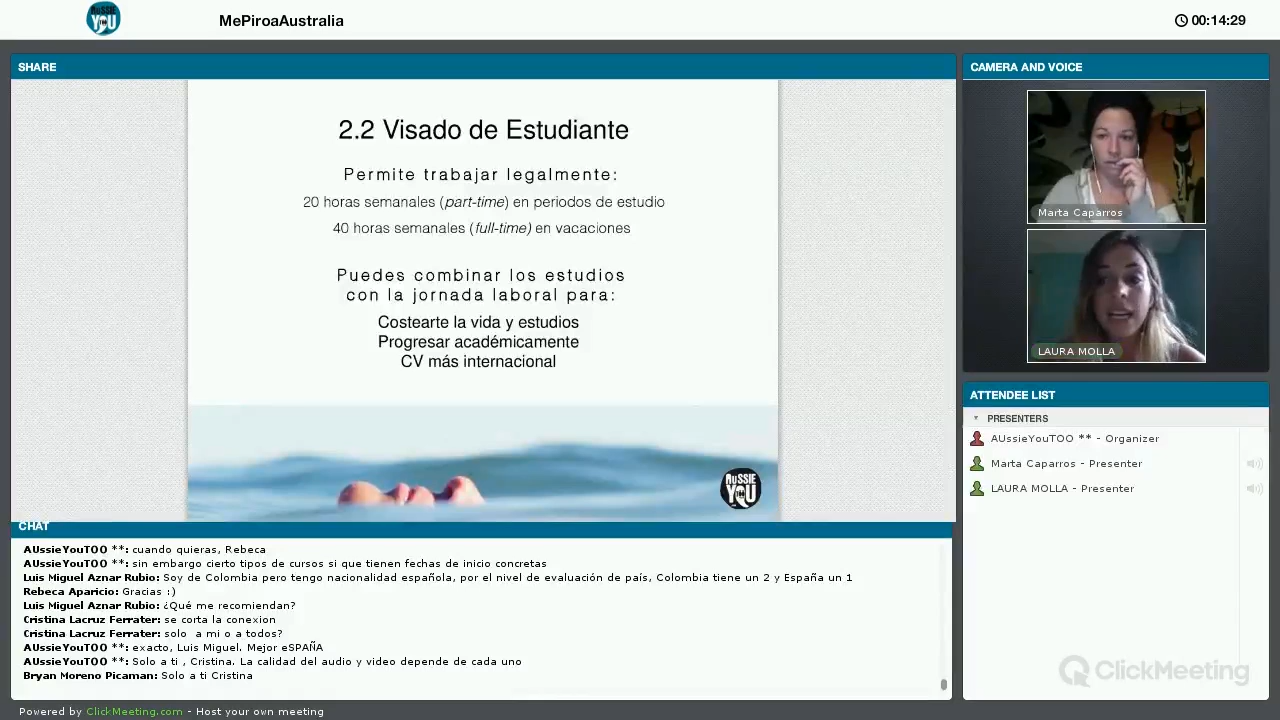 AUSSIE YOU TOO
MePiroaAustralia
00:14:29
SHARE
2.2 Visado de Estudiante
Permite trabajar legalmente:
20 horas semanales (part-time) en periodos de estudio
40 horas semanales (full-time) en vacaciones
Puedes combinar los estudios
con la jornada laboral para:
Costearte la vida y estudios
Progresar académicamente
CV más internacional
AUSSIE YOU TOO
CAMERA AND VOICE
Marta Caparros
LAURA MOLLA
ATTENDEE LIST
PRESENTERS
AUssieYouTOO ** - Organizer
Marta Caparros - Presenter
LAURA MOLLA - Presenter
CHAT
AUssieYouTOO **: cuando quieras, Rebeca
AUssieYouTOO **: sin embargo cierto tipos de cursos si que tienen fechas de inicio concretas
Luis Miguel Aznar Rubio: Soy de Colombia pero tengo nacionalidad española, por el nivel de evaluación de país, Colombia tiene un 2 y España un 1
Rebeca Aparicio: Gracias :)
Luis Miguel Aznar Rubio: ¿Qué me recomiendan?
Cristina Lacruz Ferrater: se corta la conexion
Cristina Lacruz Ferrater: solo a mi o a todos?
AUssieYouTOO **: exacto, Luis Miguel. Mejor eSPAÑA
AUssieYouTOO **: Solo a ti , Cristina. La calidad del audio y video depende de cada uno
Bryan Moreno Picaman: Solo a ti Cristina
ClickMeeting
Powered by ClickMeeting.com - Host your own meeting